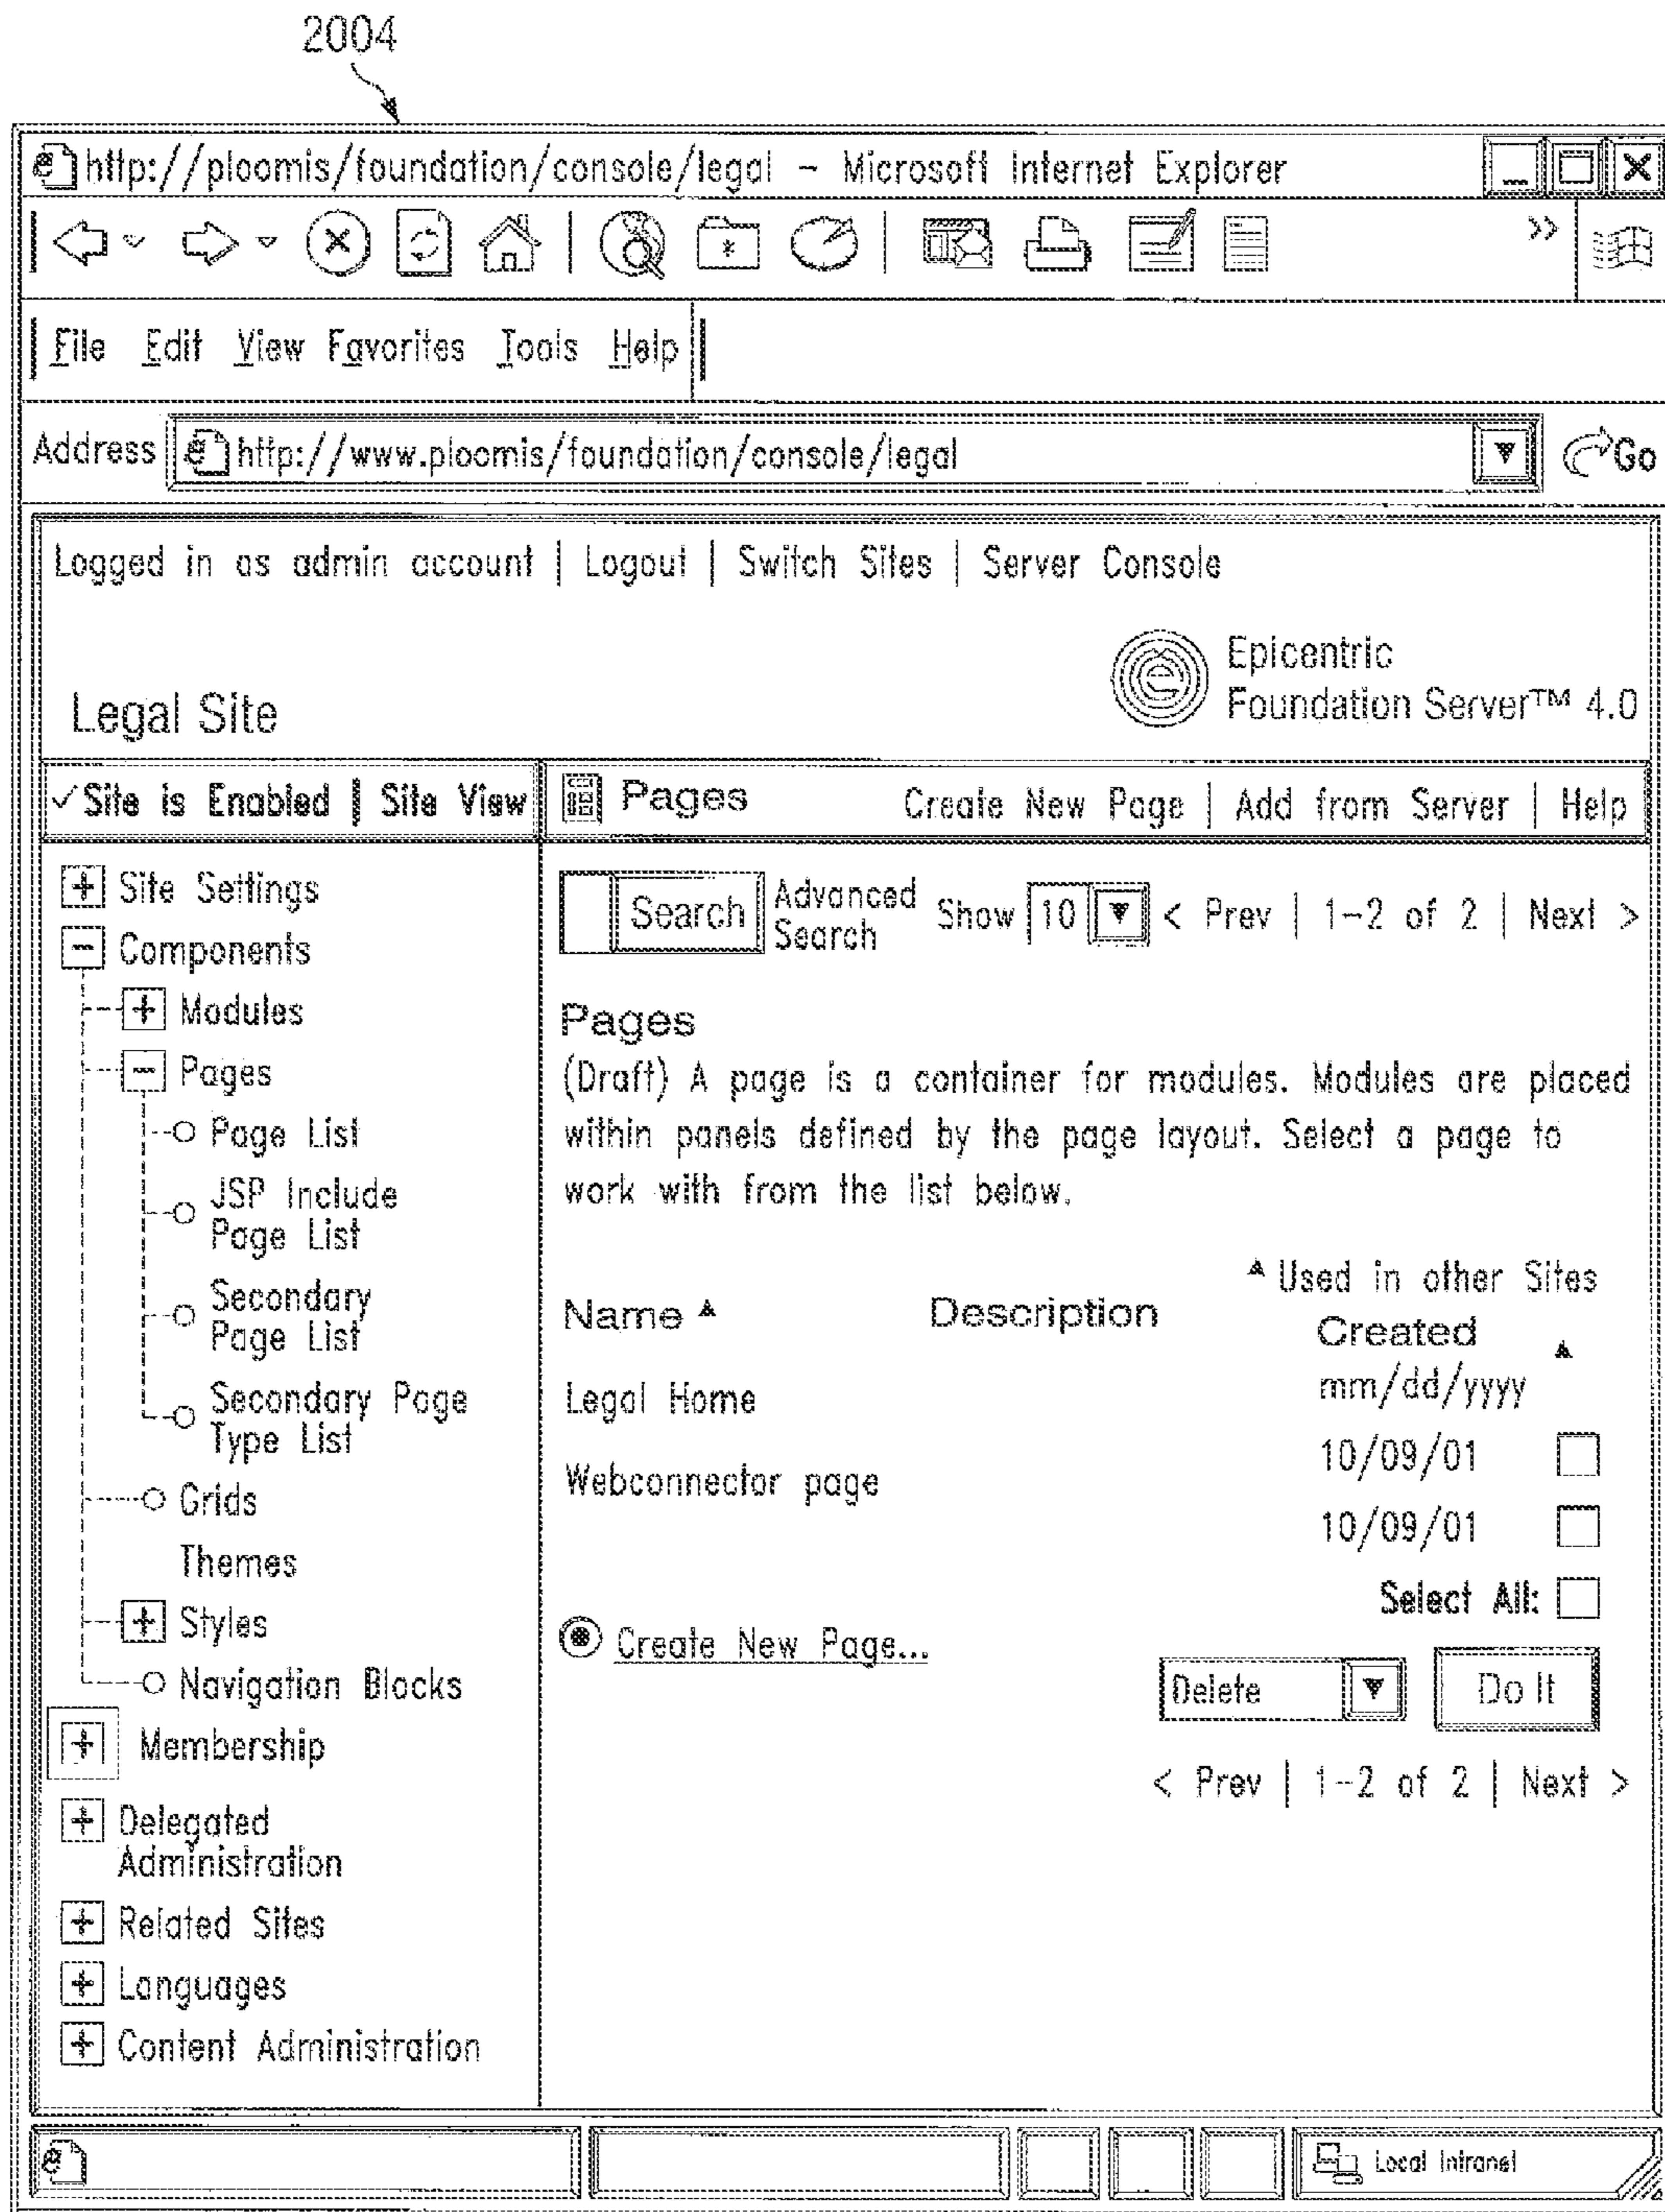 2004
http://ploomis/foundation/console/legal - Microsoft Internet Explorer
File Edit View Favorites Tools Help
Address http://www.ploomis/foundation/console/legal Go
Logged in as admin account | Logout | Switch Sites | Server Console
Epicentric
Foundation Server™ 4.0
Legal Site
✓Site is Enabled | Site View
Pages Create New Page | Add from Server | Help
+ Site Settings
- Components
+ Modules
- Pages
Page List
JSP Include
Page List
Secondary
Page List
Secondary Page
Type List
Grids
Themes
+ Styles
Navigation Blocks
+ Membership
+ Delegated
Administration
+ Related Sites
+ Languages
+ Content Administration
Search Advanced
Search
Show 10 < Prev | 1-2 of 2 | Next >
Pages
(Draft) A page is a container for modules. Modules are placed
within panels defined by the page layout. Select a page to
work with from the list below.
Used in other Sites
Name Description Created
mm/dd/yyyy
Legal Home
10/09/01
Webconnector page
10/09/01
Select All:
Create New Page...
Delete Do It
< Prev | 1-2 of 2 | Next >
Local Intranet